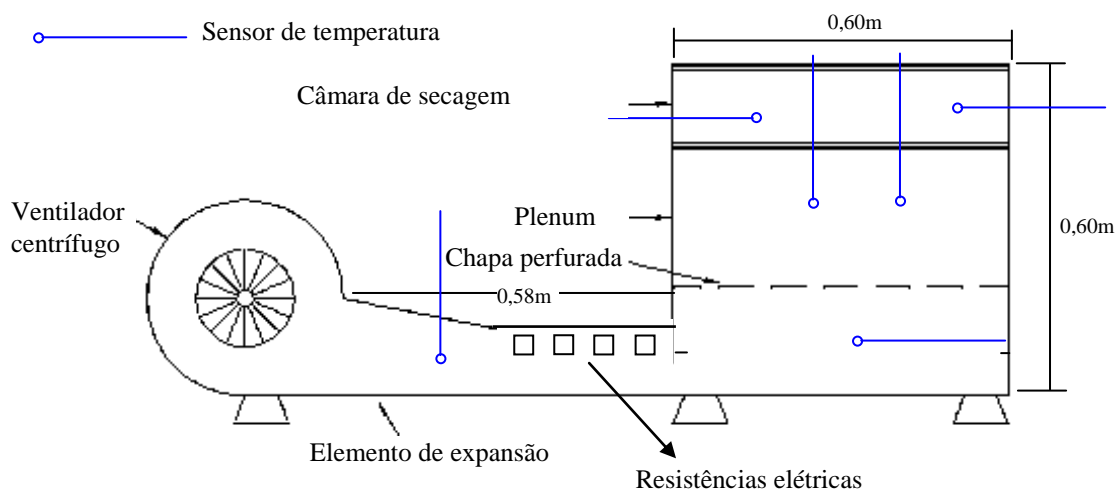 0,60m
Sensor de temperatura
Câmara de secagem
Ventilador
centrífugo
Plenum
0,60m
Chapa perfurada
0,58m
Elemento de expansão
Resistências elétricas